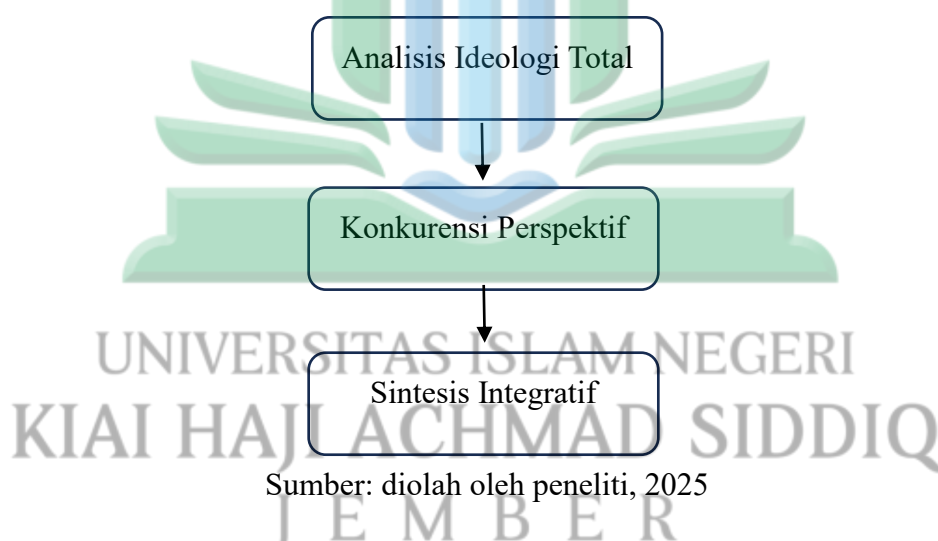 Analisis Ideologi Total
Konkurensi Perspektif
UNIVERSITAS ISLAM NEGERI
Sintesis Integratif
KIAI HAJI ACHMAD SIDDIQ
Sumber: diolah oleh peneliti, 2025
JEMBER